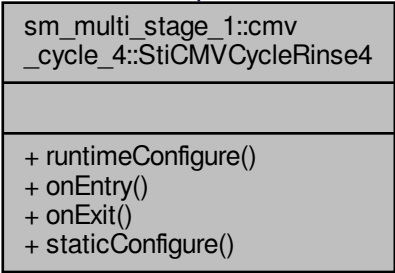 sm_multi_stage_1::cmv
_cycle_4::StiCMVCycleRinse4
+ runtimeConfigure()
+ onEntry()
+ onExit()
+ staticConfigure()